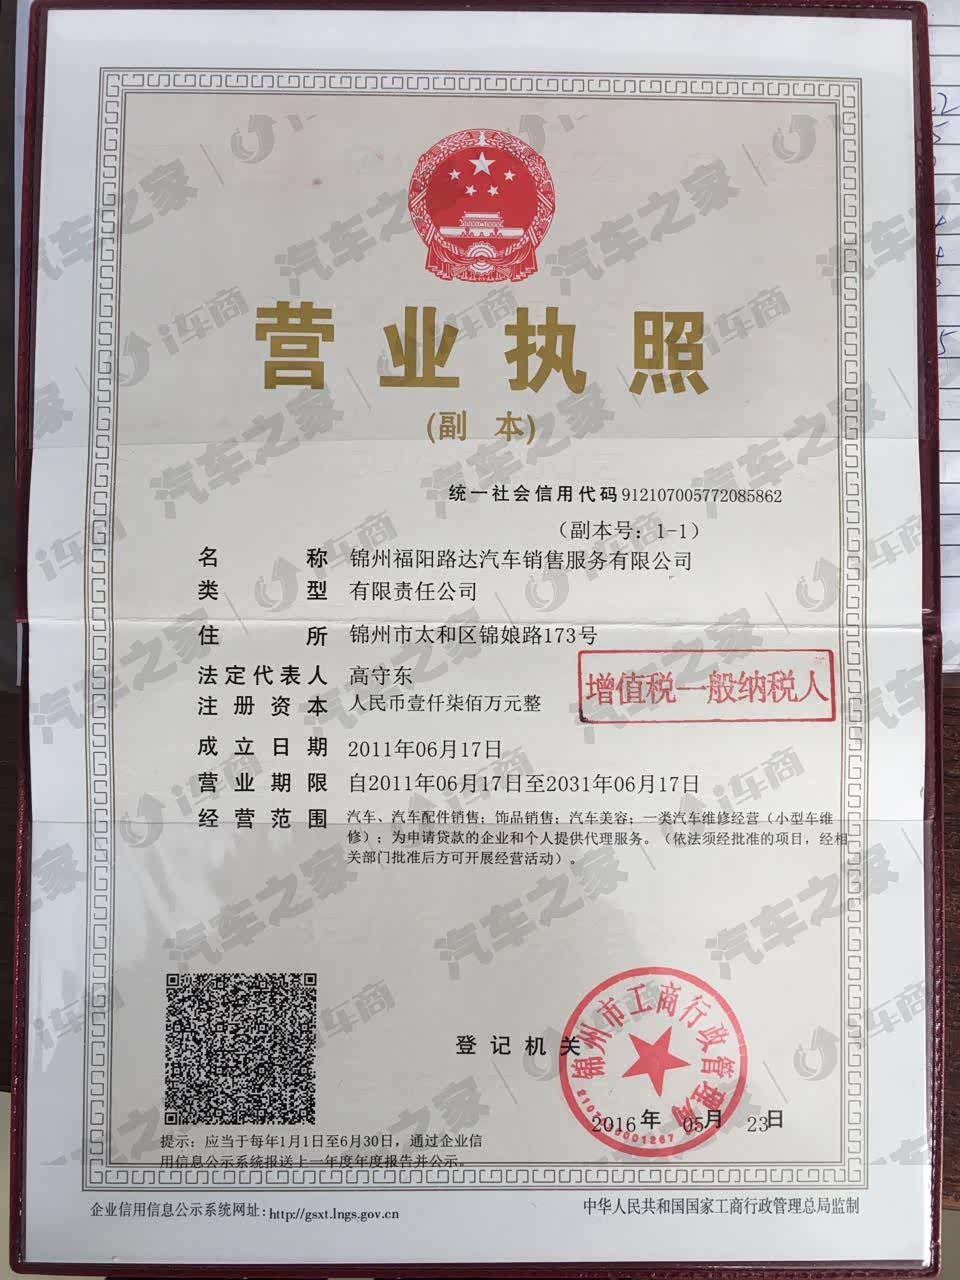 营业执照
(副 本)
统一社会信用代码 912107005772085862
（副本号：1-1）
名称 锦州福阳路达汽车销售服务有限公司
类型 有限责任公司
住所 锦州市太和区锦娘路173号
法定代表人 高守东
注册资本 人民币壹仟柒佰万元整
增值税一般纳税人
成立日期 2011年06月17日
营业期限 自2011年06月17日至2031年06月17日
经营范围 汽车、汽车配件销售；饰品销售；汽车美容；一类汽车维修经营（小型车维
修）；为申请贷款的企业和个人提供代理服务。（依法须经批准的项目，经相
关部门批准后方可开展经营活动）。
登记机关
锦州市工商行政管理局
2016年 05月 23日
提示：应当于每年1月1日至6月30日，通过企业信
用信息公示系统报送上一年度年度报告并公示。
企业信用信息公示系统网址：http://gsxt.lngs.gov.cn
中华人民共和国国家工商行政管理总局监制
汽车之家
i车商